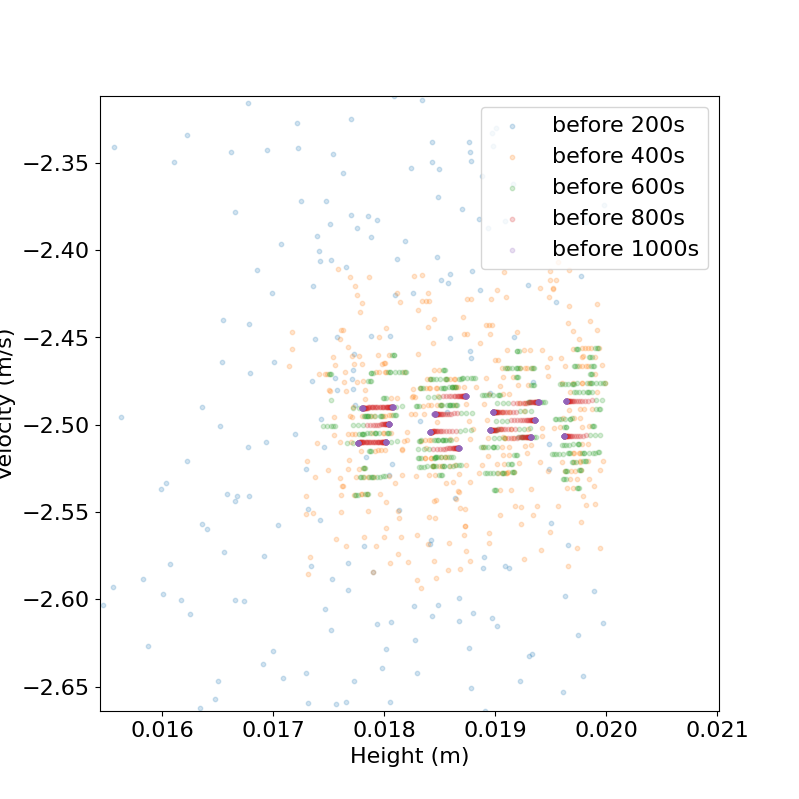 before 200s
before 400s
before 600s
before 800s
before 1000s
−2.35
−2.40
−2.45
−2.50
−2.55
−2.60
−2.65
Velocity (m/s)
0.016 0.017 0.018 0.019 0.020 0.021
Height (m)